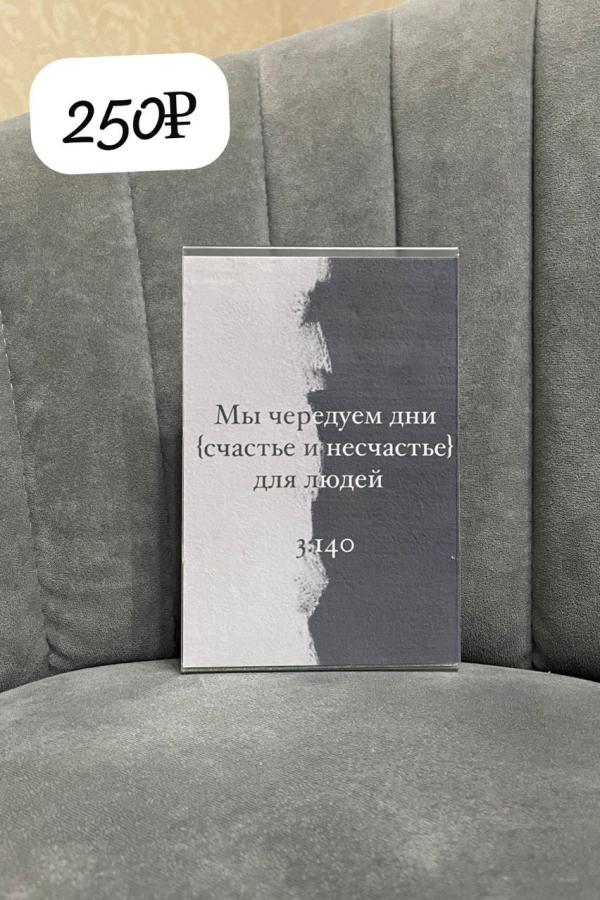 250₽
Мы чередуем дни
{счастье и несчастье}
для людей
3:140